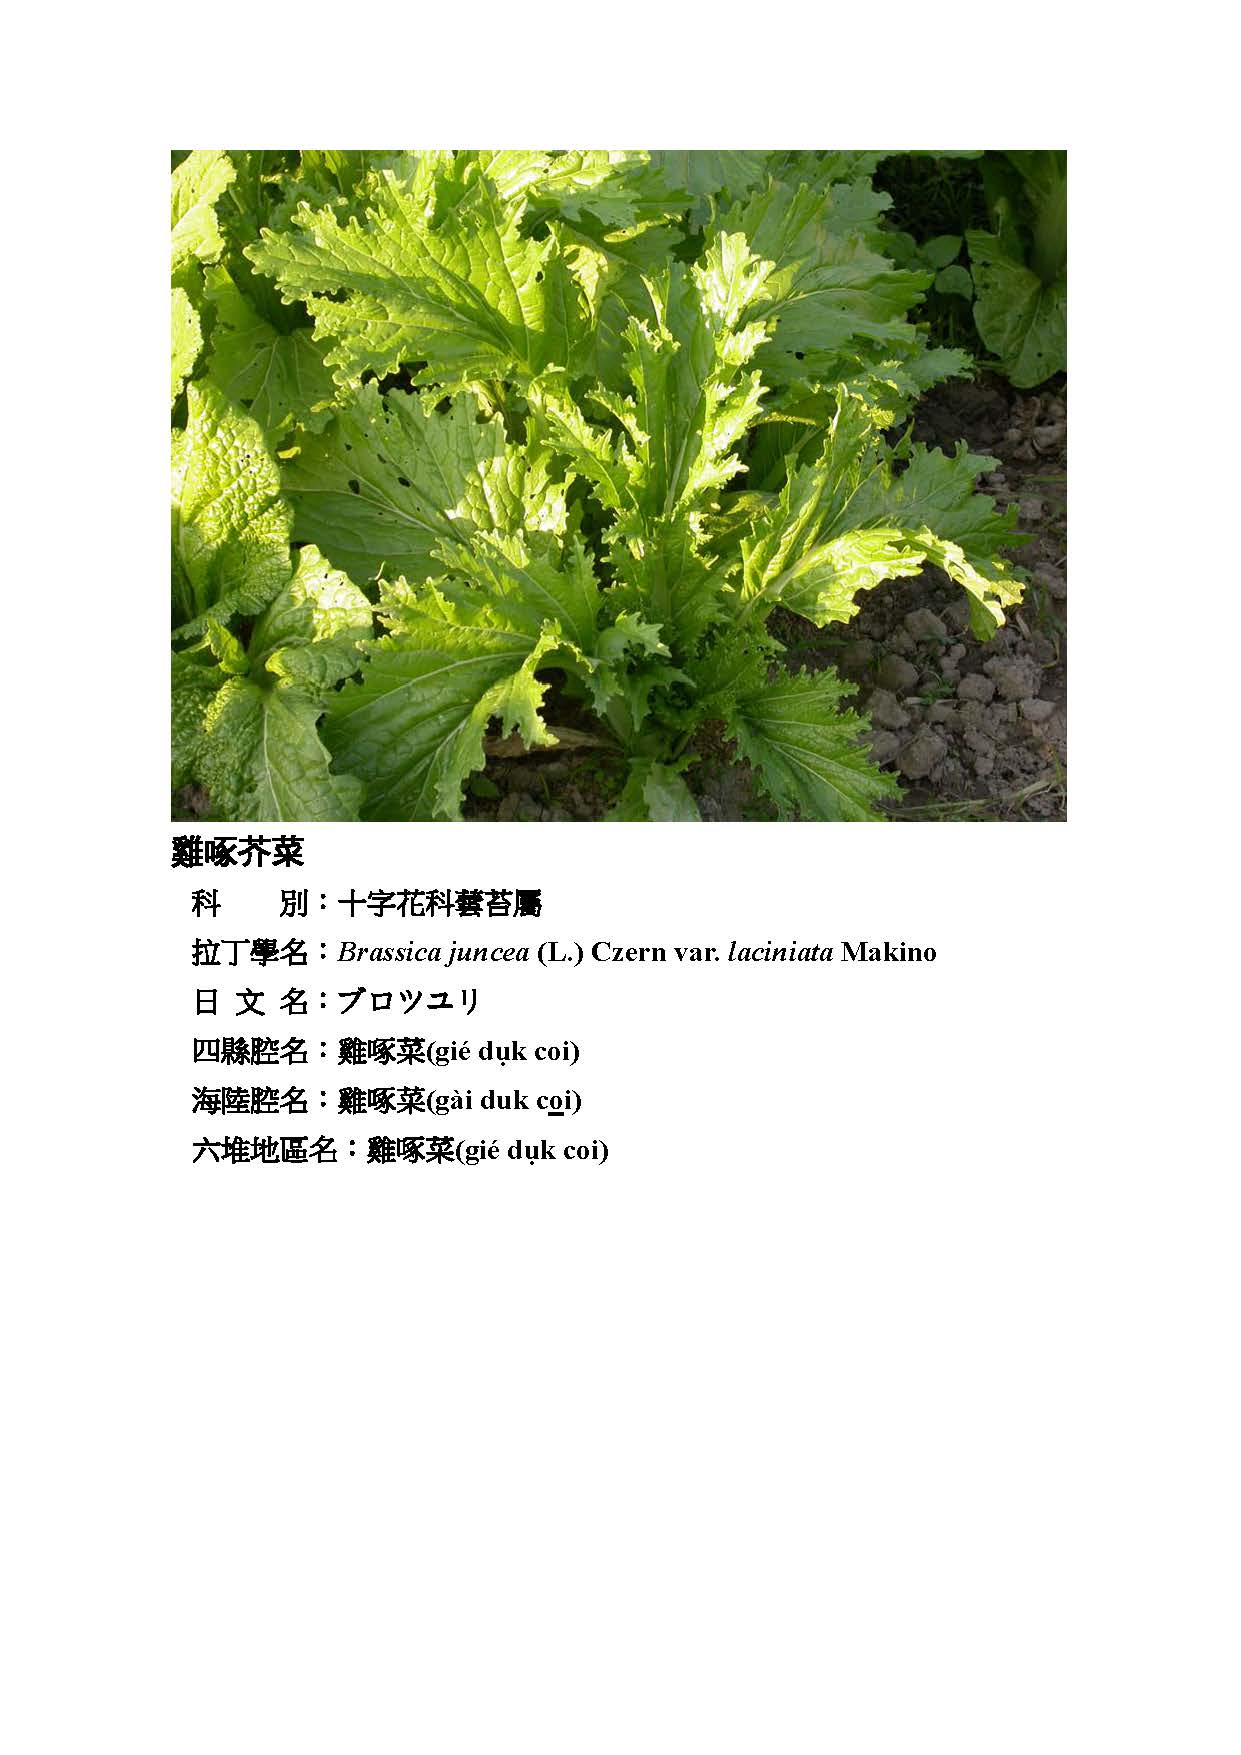 雞啄芥菜
科　　別：十字花科蕓苔屬
拉丁學名：Brassica juncea (L.) Czern var. laciniata Makino
日 文 名：ブロツユリ
四縣腔名：雞啄菜(gié dụk coi)
海陸腔名：雞啄菜(gài duk co̲i)
六堆地區名：雞啄菜(gié dụk coi)